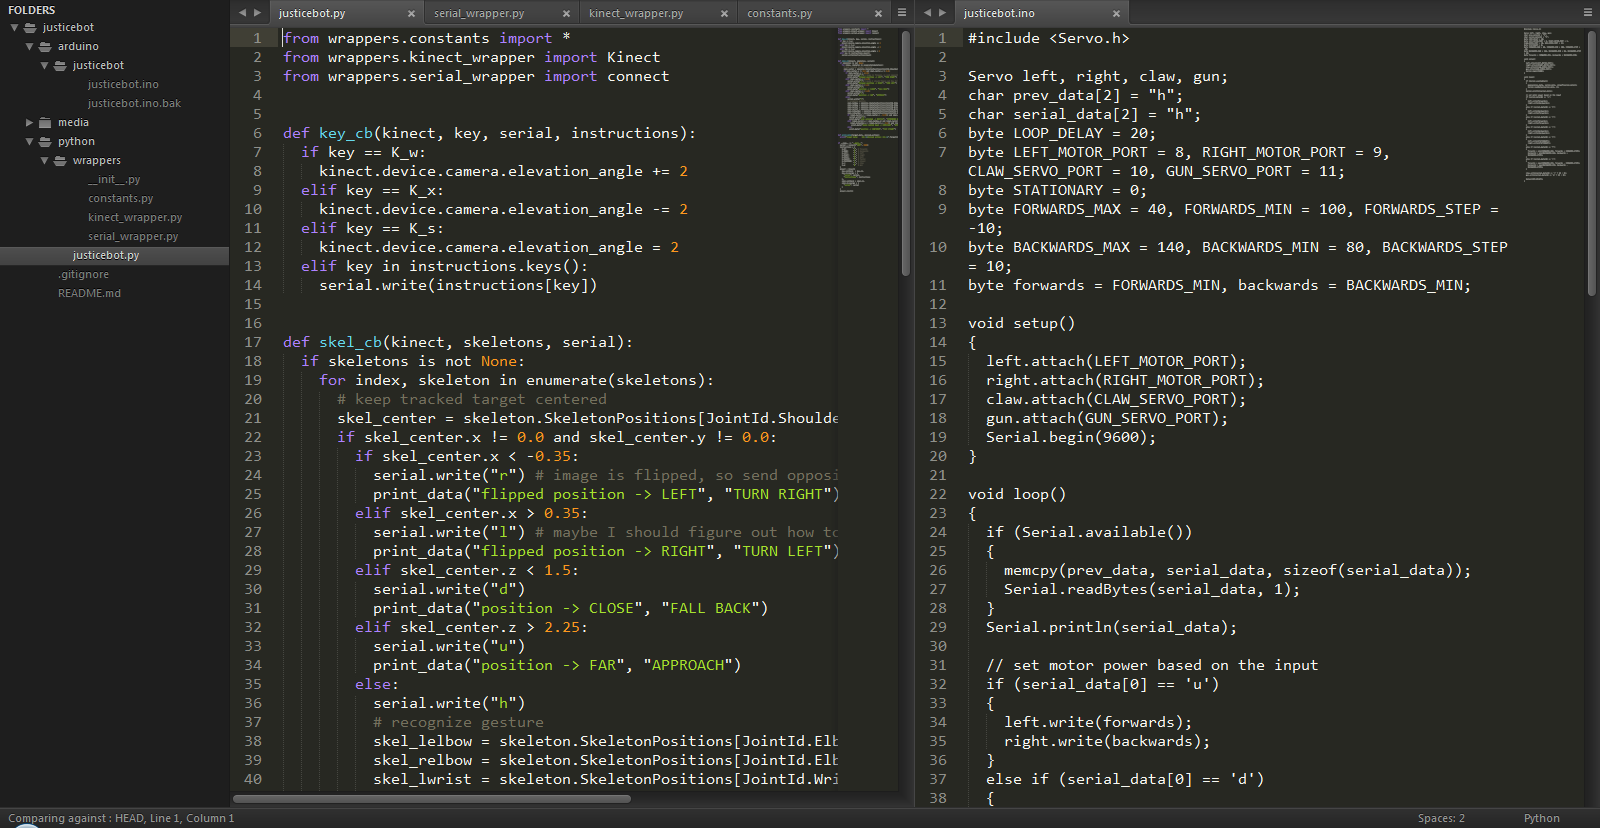 FOLDERS
justicebot
arduino
justicebot
justicebot.ino
justicebot.ino.bak
media
python
wrappers
__init__.py
constants.py
kinect_wrapper.py
serial_wrapper.py
justicebot.py
.gitignore
README.md
justicebot.py × serial_wrapper.py × kinect_wrapper.py × constants.py ×
1 from wrappers.constants import *
2 from wrappers.kinect_wrapper import Kinect
3 from wrappers.serial_wrapper import connect
4
5
6 def key_cb(kinect, key, serial, instructions):
7 if key == K_w:
8 kinect.device.camera.elevation_angle += 2
9 elif key == K_x:
10 kinect.device.camera.elevation_angle -= 2
11 elif key == K_s:
12 kinect.device.camera.elevation_angle = 2
13 elif key in instructions.keys():
14 serial.write(instructions[key])
15
16
17 def skel_cb(kinect, skeletons, serial):
18 if skeletons is not None:
19 for index, skeleton in enumerate(skeletons):
20 # keep tracked target centered
21 skel_center = skeleton.SkeletonPositions[JointId.Shoulde
22 if skel_center.x != 0.0 and skel_center.y != 0.0:
23 if skel_center.x < -0.35:
24 serial.write("r") # image is flipped, so send opposi
25 print_data("flipped position -> LEFT", "TURN RIGHT")
26 elif skel_center.x > 0.35:
27 serial.write("l") # maybe I should figure out how to
28 print_data("flipped position -> RIGHT", "TURN LEFT")
29 elif skel_center.z < 1.5:
30 serial.write("d")
31 print_data("position -> CLOSE", "FALL BACK")
32 elif skel_center.z > 2.25:
33 serial.write("u")
34 print_data("position -> FAR", "APPROACH")
35 else:
36 serial.write("h")
37 # recognize gesture
38 skel_lelbow = skeleton.SkeletonPositions[JointId.Elb
39 skel_relbow = skeleton.SkeletonPositions[JointId.Elb
40 skel_lwrist = skeleton.SkeletonPositions[JointId.Wri
justicebot.ino ×
1 #include <Servo.h>
2
3 Servo left, right, claw, gun;
4 char prev_data[2] = "h";
5 char serial_data[2] = "h";
6 byte LOOP_DELAY = 20;
7 byte LEFT_MOTOR_PORT = 8, RIGHT_MOTOR_PORT = 9,
CLAW_SERVO_PORT = 10, GUN_SERVO_PORT = 11;
8 byte STATIONARY = 0;
9 byte FORWARDS_MAX = 40, FORWARDS_MIN = 100, FORWARDS_STEP =
-10;
10 byte BACKWARDS_MAX = 140, BACKWARDS_MIN = 80, BACKWARDS_STEP
= 10;
11 byte forwards = FORWARDS_MIN, backwards = BACKWARDS_MIN;
12
13 void setup()
14 {
15 left.attach(LEFT_MOTOR_PORT);
16 right.attach(RIGHT_MOTOR_PORT);
17 claw.attach(CLAW_SERVO_PORT);
18 gun.attach(GUN_SERVO_PORT);
19 Serial.begin(9600);
20 }
21
22 void loop()
23 {
24 if (Serial.available())
25 {
26 memcpy(prev_data, serial_data, sizeof(serial_data));
27 Serial.readBytes(serial_data, 1);
28 }
29 Serial.println(serial_data);
30
31 // set motor power based on the input
32 if (serial_data[0] == 'u')
33 {
34 left.write(forwards);
35 right.write(backwards);
36 }
37 else if (serial_data[0] == 'd')
38 {
Comparing against : HEAD, Line 1, Column 1
Spaces: 2 Python